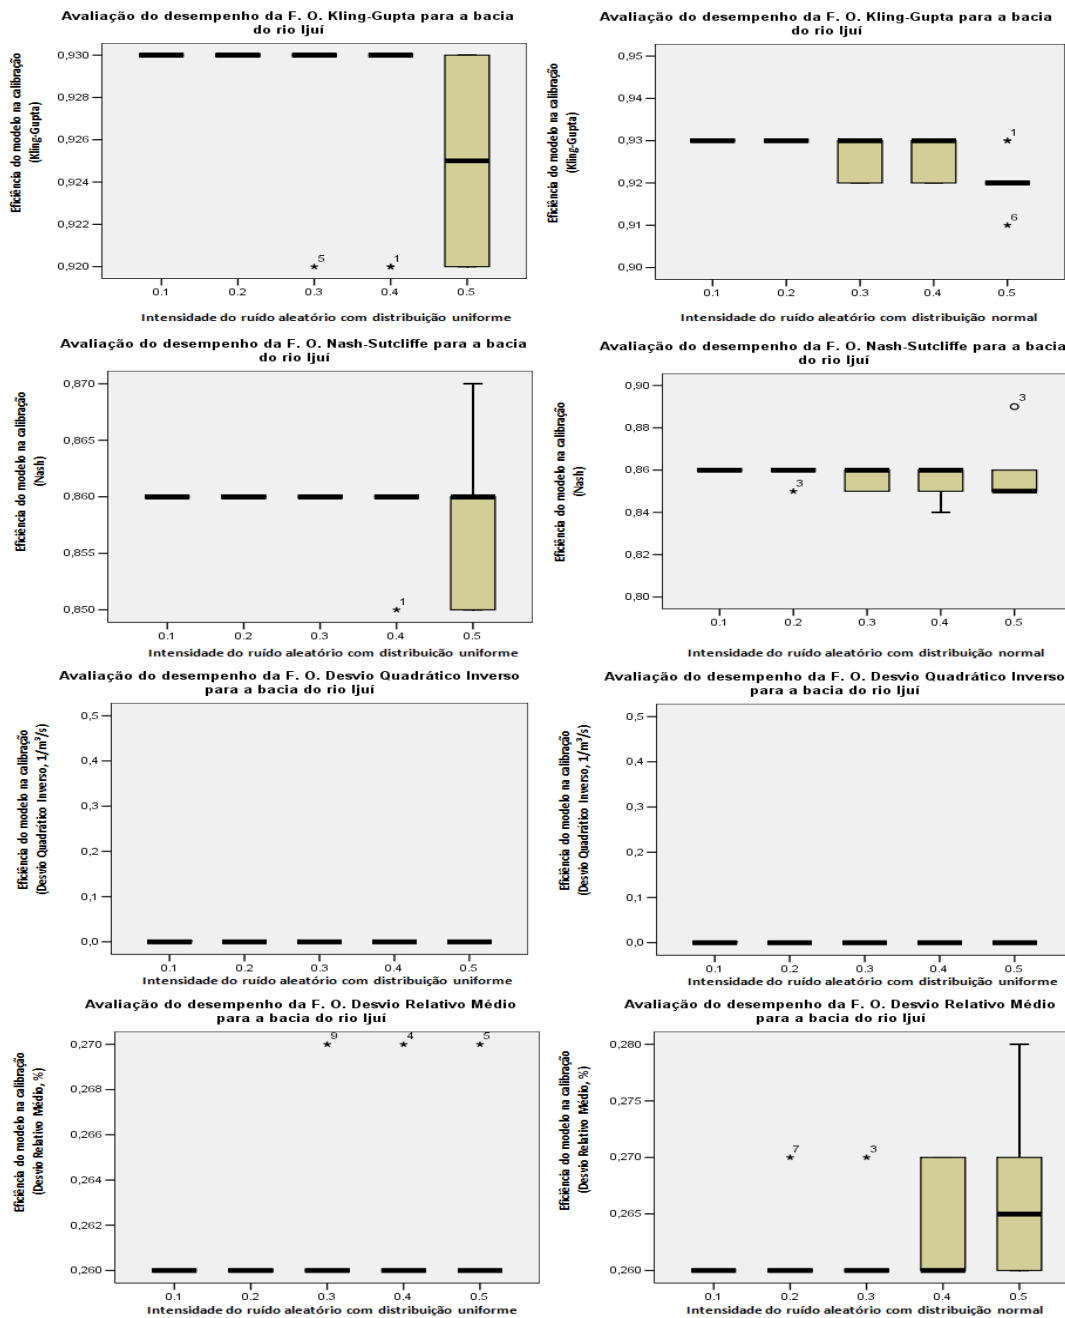 Avaliação do desempenho da F. O. Kling-Gupta para a bacia
do rio Ijuí
Eficiência do modelo na calibração
(Kling-Gupta)
0,930
0,928
0,926
0,924
0,922
0,920
5
1
0.1 0.2 0.3 0.4 0.5
Intensidade do ruído aleatório com distribuição uniforme
Avaliação do desempenho da F. O. Kling-Gupta para a bacia
do rio Ijuí
Eficiência do modelo na calibração
(Kling-Gupta)
0,95
0,94
0,93
0,92
0,91
0,90
1
6
0.1 0.2 0.3 0.4 0.5
Intensidade do ruído aleatório com distribuição normal
Avaliação do desempenho da F. O. Nash-Sutcliffe para a bacia
do rio Ijuí
Eficiência do modelo na calibração
(Nash)
0,870
0,865
0,860
0,855
0,850
1
0.1 0.2 0.3 0.4 0.5
Intensidade do ruído aleatório com distribuição uniforme
Avaliação do desempenho da F. O. Nash-Sutcliffe para a bacia
do rio Ijuí
Eficiência do modelo na calibração
(Nash)
0,90
0,88
0,86
0,84
0,82
0,80
3
3
0.1 0.2 0.3 0.4 0.5
Intensidade do ruído aleatório com distribuição normal
Avaliação do desempenho da F. O. Desvio Quadrático Inverso
para a bacia do rio Ijuí
Eficiência do modelo na calibração
(Desvio Quadrático Inverso, 1/m³/s)
0,5
0,4
0,3
0,2
0,1
0,0
0.1 0.2 0.3 0.4 0.5
Intensidade do ruído aleatório com distribuição uniforme
Avaliação do desempenho da F. O. Desvio Quadrático Inverso
para a bacia do rio Ijuí
Eficiência do modelo na calibração
(Desvio Quadrático Inverso, 1/m³/s)
0,5
0,4
0,3
0,2
0,1
0,0
0.1 0.2 0.3 0.4 0.5
Intensidade do ruído aleatório com distribuição normal
Avaliação do desempenho da F. O. Desvio Relativo Médio
para a bacia do rio Ijuí
Eficiência do modelo na calibração
(Desvio Relativo Médio, %)
0,270
0,268
0,266
0,264
0,262
0,260
9
4
5
0.1 0.2 0.3 0.4 0.5
Intensidade do ruído aleatório com distribuição uniforme
Avaliação do desempenho da F. O. Desvio Relativo Médio
para a bacia do rio Ijuí
Eficiência do modelo na calibração
(Desvio Relativo Médio, %)
0,280
0,275
0,270
0,265
0,260
7
3
0.1 0.2 0.3 0.4 0.5
Intensidade do ruído aleatório com distribuição normal